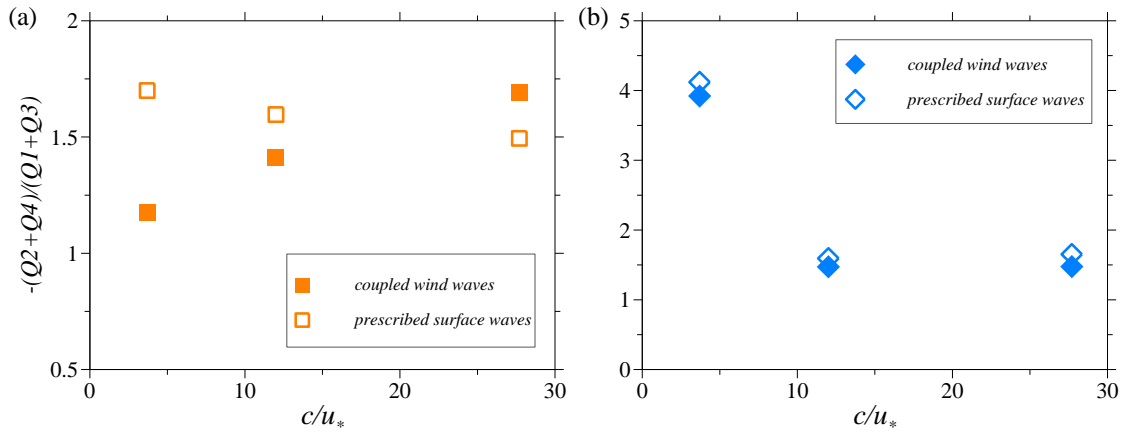 (a)
2
1.5
1
0.5
-(Q2+Q4)/(Q1+Q3)
coupled wind waves
prescribed surface waves
0
10
20
30
c/u*
(b)
5
4
3
2
1
0
coupled wind waves
prescribed surface waves
0
10
20
30
c/u*